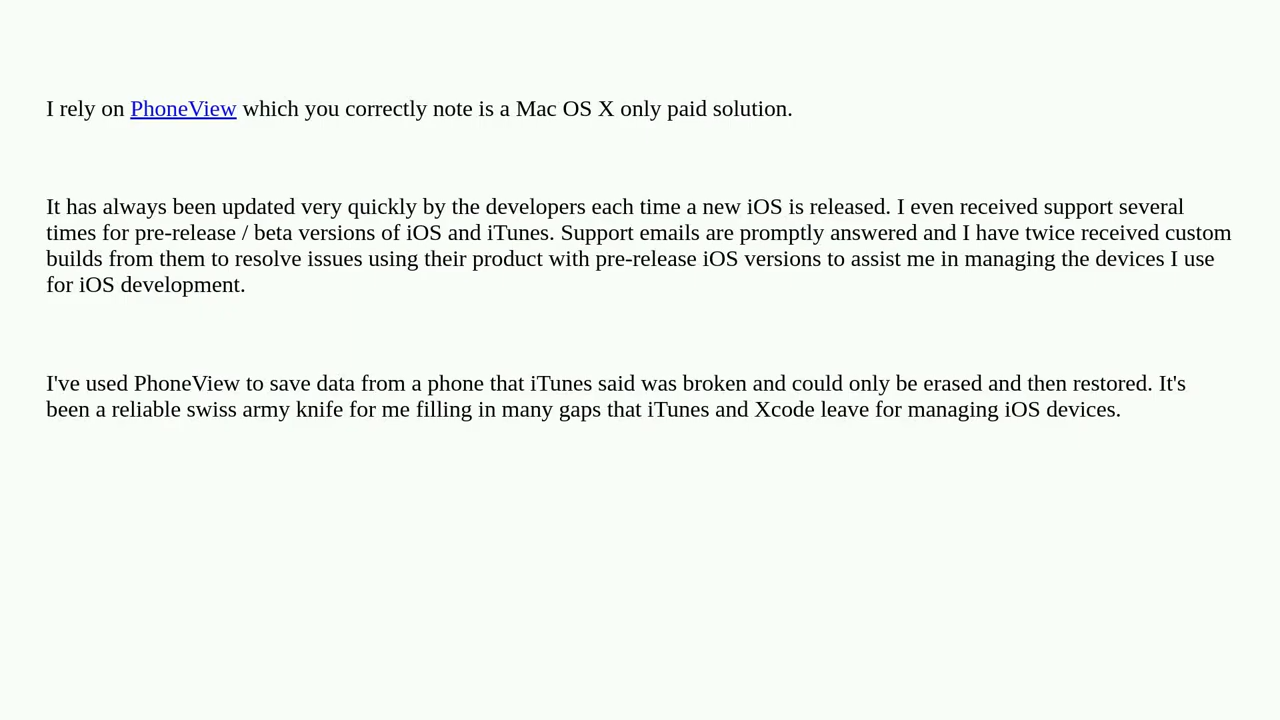 I rely on PhoneView which you correctly note is a Mac OS X only paid solution.
It has always been updated very quickly by the developers each time a new iOS is released. I even received support several
times for pre-release / beta versions of iOS and iTunes. Support emails are promptly answered and I have twice received custom
builds from them to resolve issues using their product with pre-release iOS versions to assist me in managing the devices I use
for iOS development.
I've used PhoneView to save data from a phone that iTunes said was broken and could only be erased and then restored. It's
been a reliable swiss army knife for me filling in many gaps that iTunes and Xcode leave for managing iOS devices.